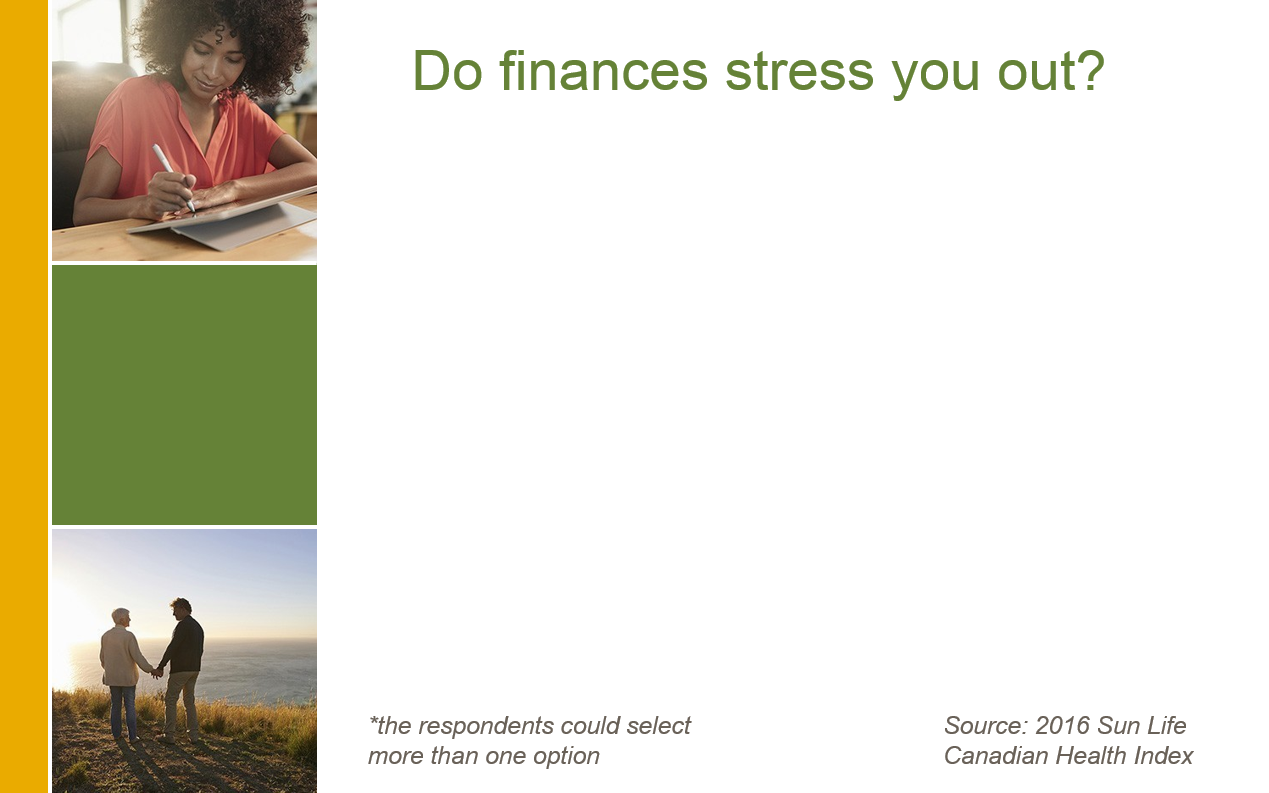 Do finances stress you out?
*the respondents could select
more than one option
Source: 2016 Sun Life
Canadian Health Index